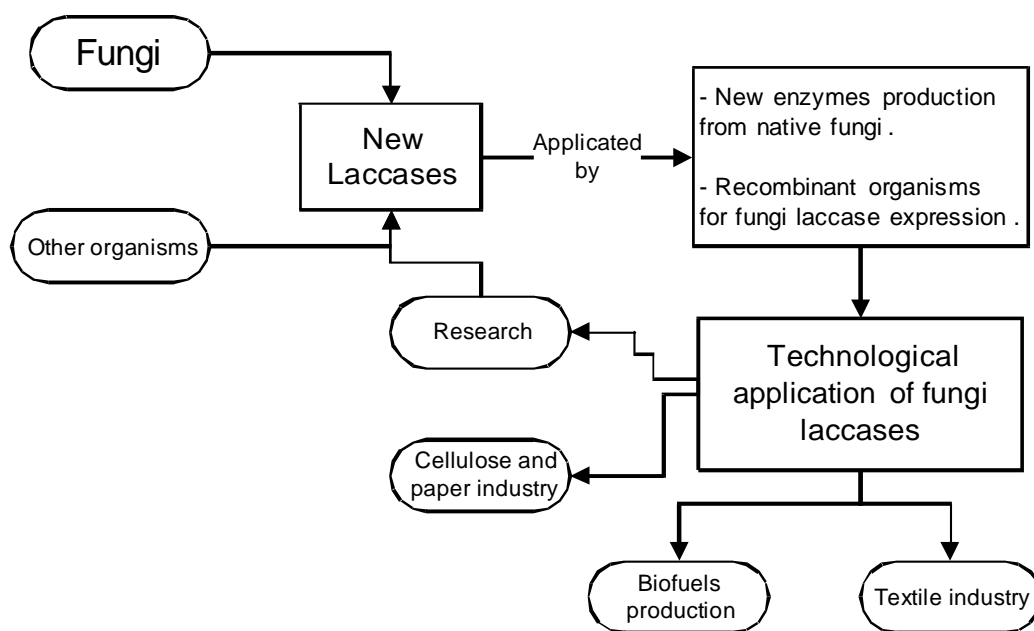 Fungi
New
Laccases
Applicated
by
- New enzymes production
from native fungi .
- Recombinant organisms
for fungi laccase expression .
Other organisms
Research
Technological
application of fungi
laccases
Cellulose and
paper industry
Biofuels
production
Textile industry